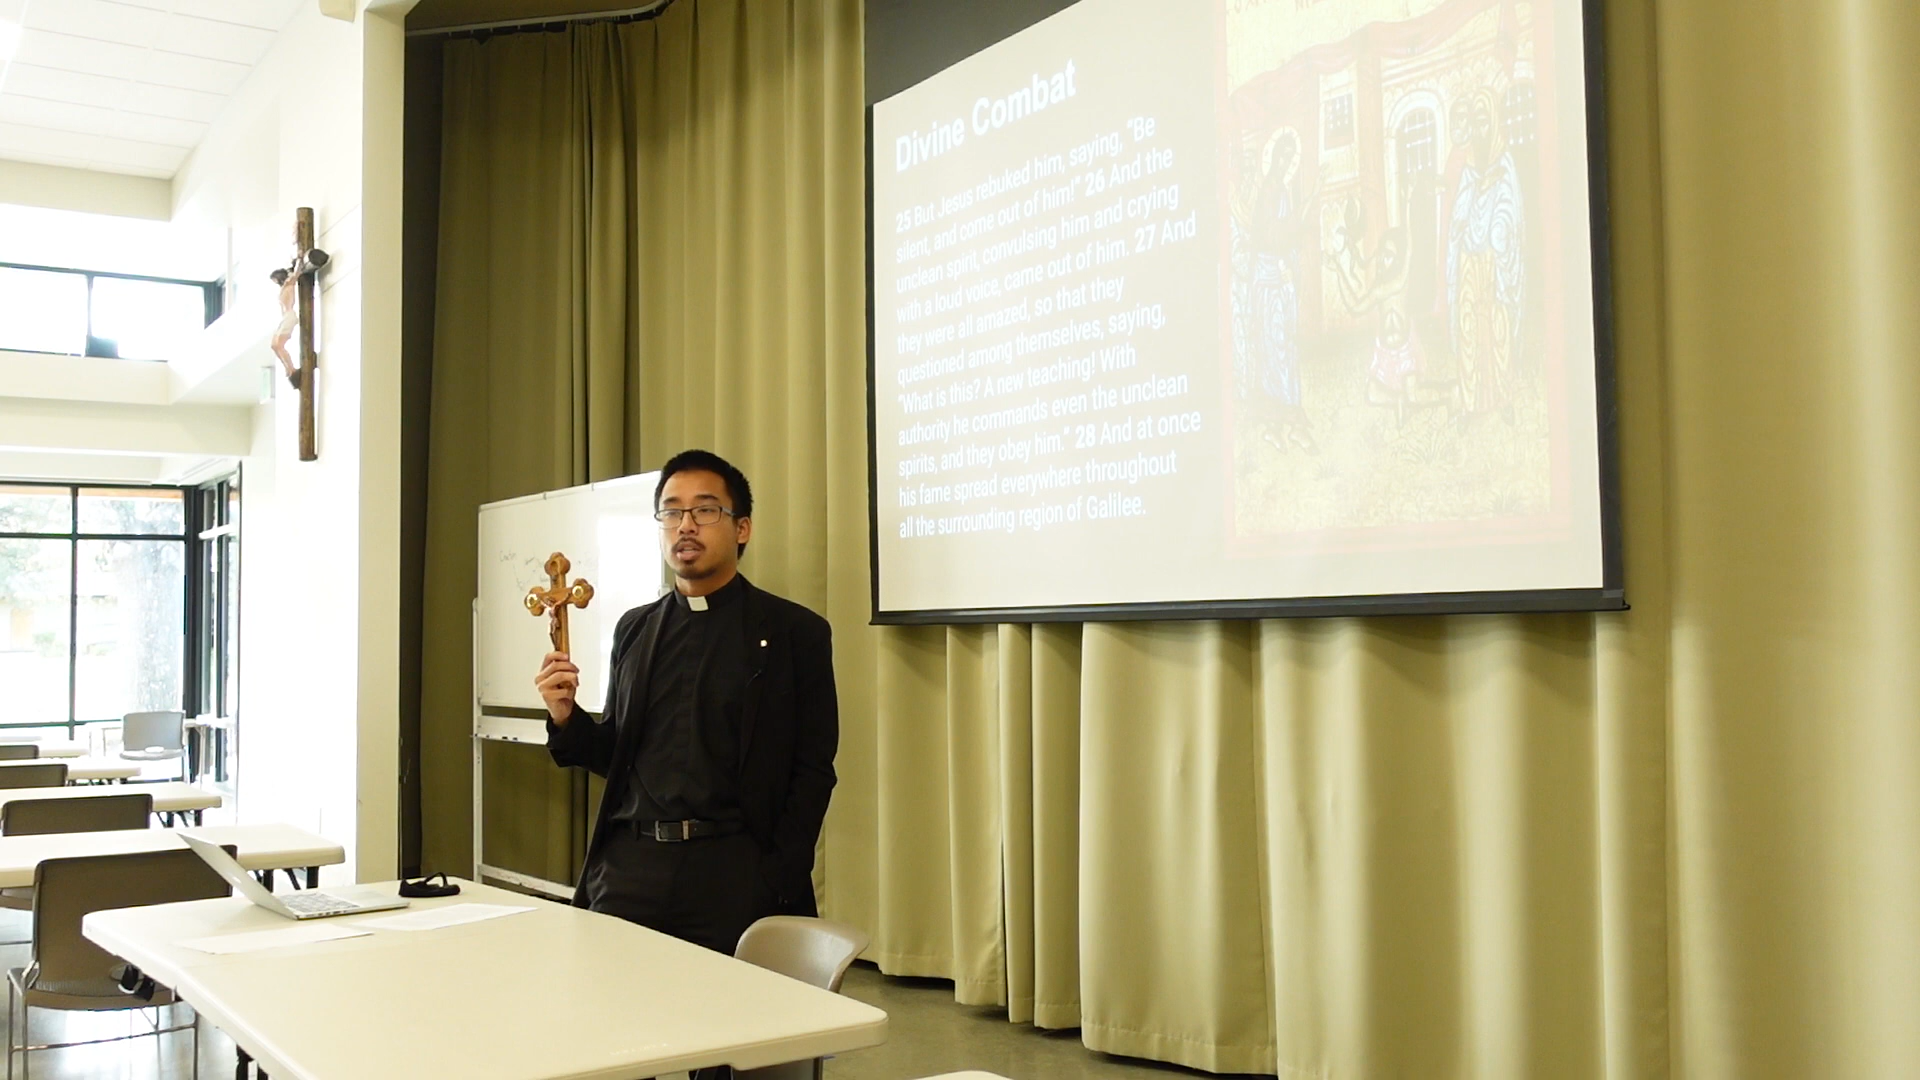 Divine Combat
25 But Jesus rebuked him, saying, “Be
silent, and come out of him!” 26 And the
unclean spirit, convulsing him and crying
with a loud voice, came out of him. 27 And
they were all amazed, so that they
questioned among themselves, saying,
“What is this? A new teaching! With
authority he commands even the unclean
spirits, and they obey him.” 28 And at once
his fame spread everywhere throughout
all the surrounding region of Galilee.